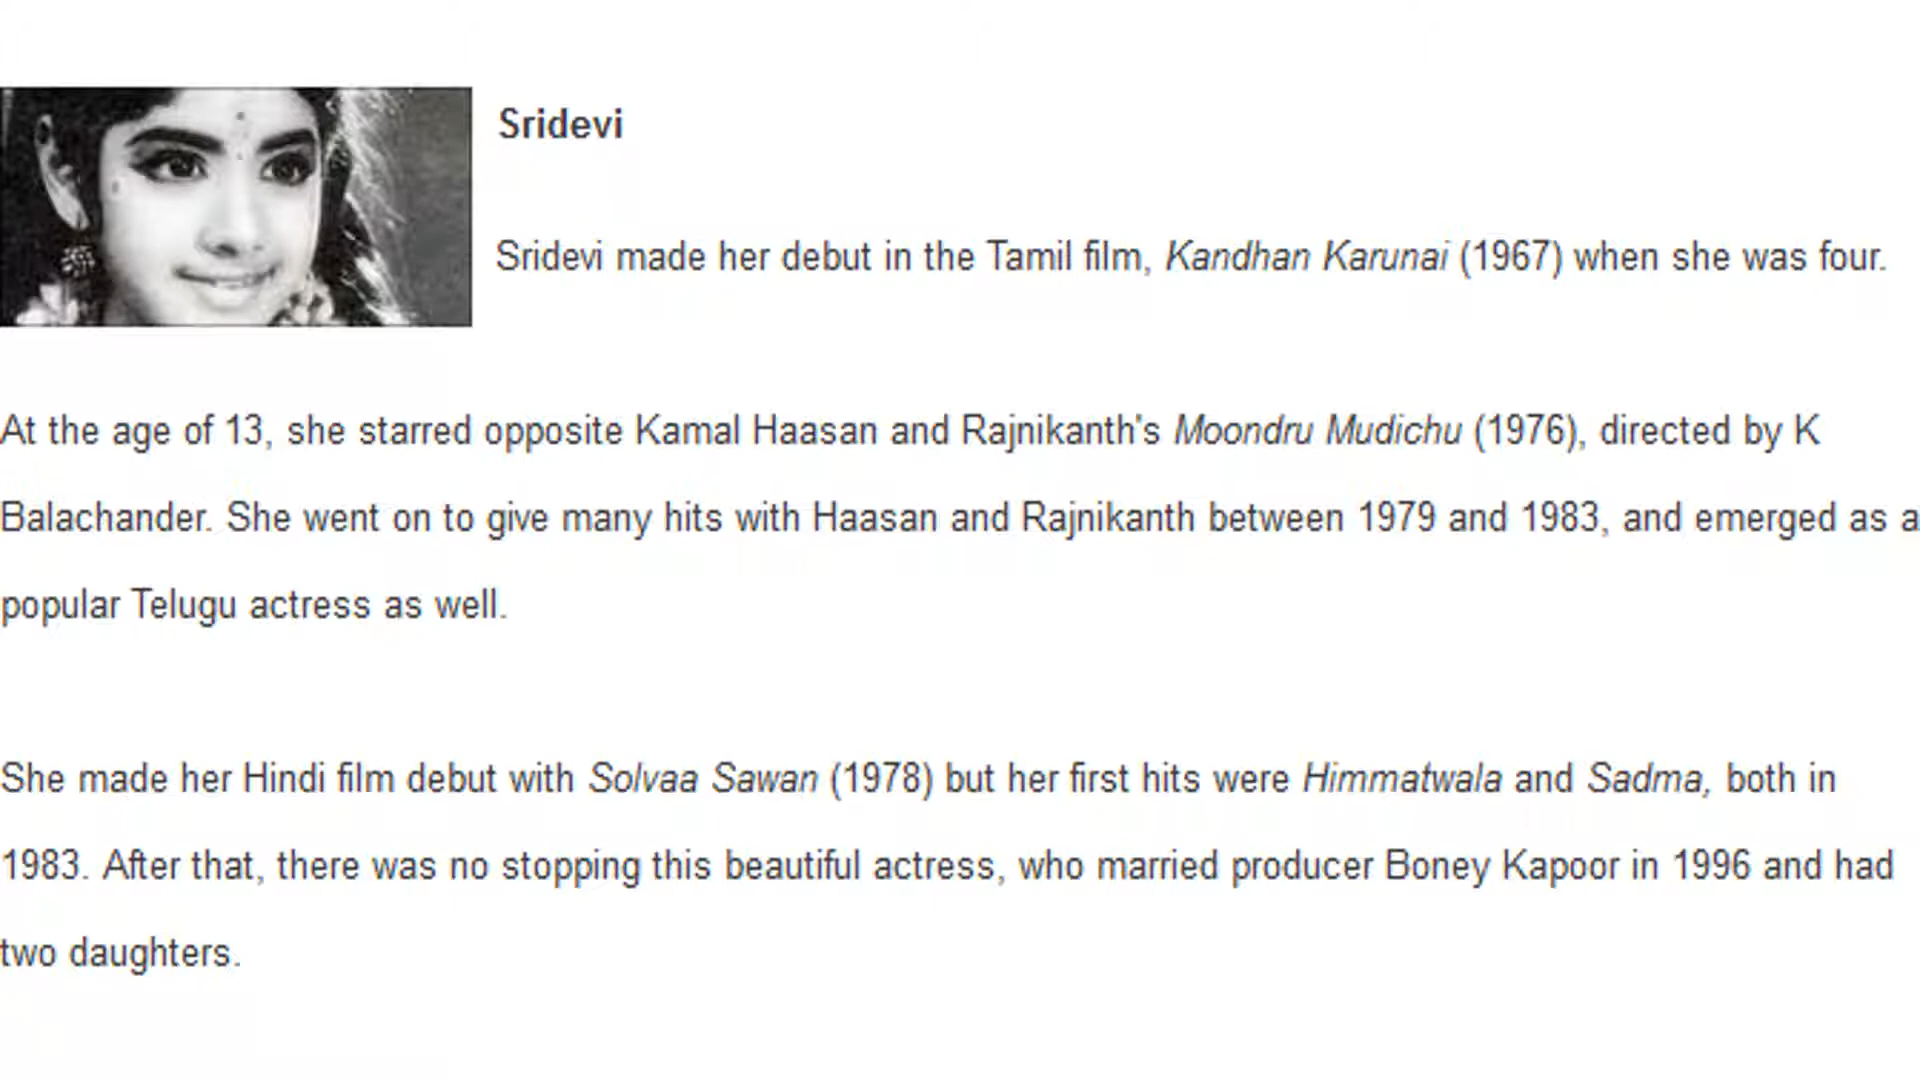 Sridevi
Sridevi made her debut in the Tamil film, Kandhan Karunai (1967) when she was four.
At the age of 13, she starred opposite Kamal Haasan and Rajnikanth's Moondru Mudichu (1976), directed by K
Balachander. She went on to give many hits with Haasan and Rajnikanth between 1979 and 1983, and emerged as a
popular Telugu actress as well.
She made her Hindi film debut with Solvaa Sawan (1978) but her first hits were Himmatwala and Sadma, both in
1983. After that, there was no stopping this beautiful actress, who married producer Boney Kapoor in 1996 and had
two daughters.